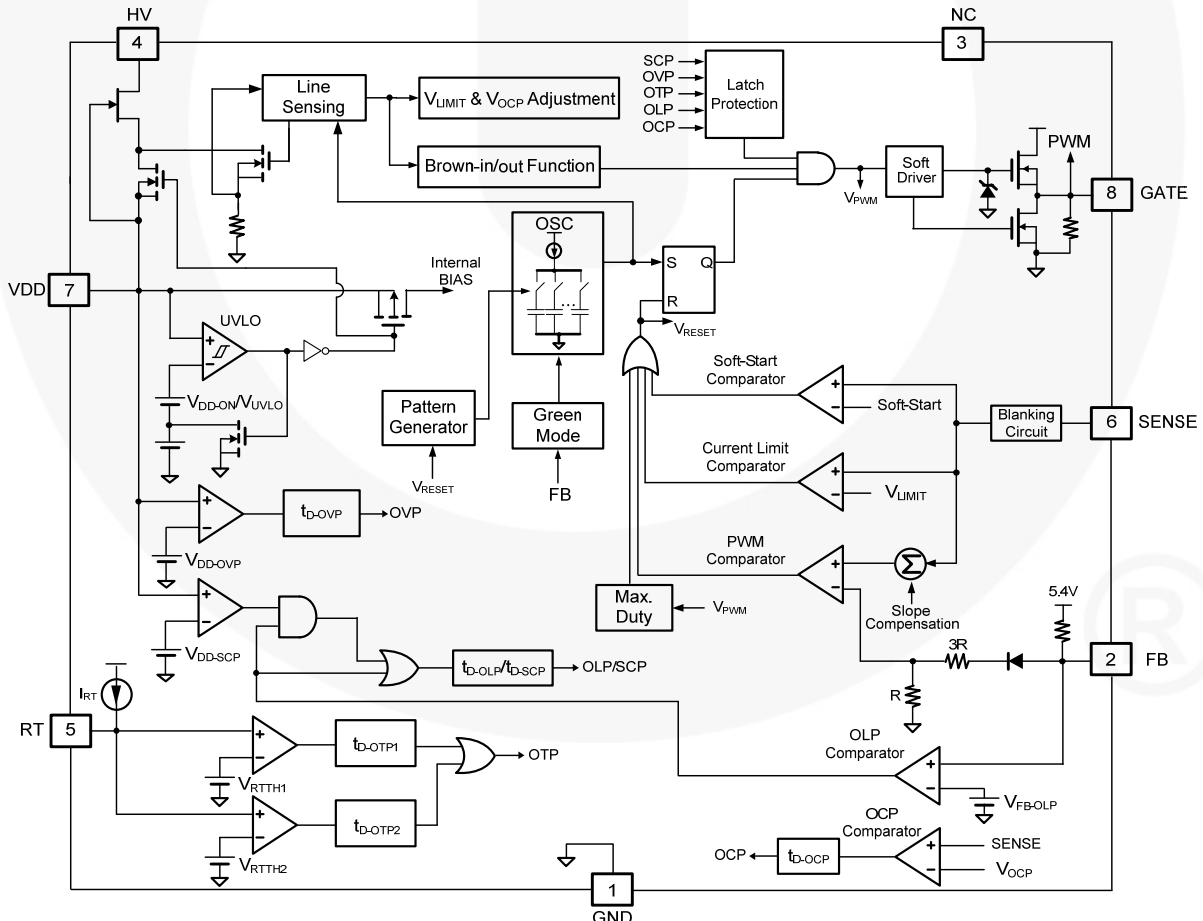 HV
4
NC
3
SCP
OVP
OTP
OLP
OCP
Latch
Protection
Line
Sensing
VLIMIT & VOCP Adjustment
Brown-in/out Function
VPWM
Soft
Driver
PWM
8
GATE
VDD
7
Internal
BIAS
OSC
...
S
Q
R
VRESET
UVLO
+
−
VDD-ON/VUVLO
Pattern
Generator
VRESET
Green
Mode
FB
Soft-Start
Comparator
+
−
Soft-Start
Blanking
Circuit
6
SENSE
Current Limit
Comparator
+
−
VLIMIT
PWM
Comparator
+
−
Σ
Slope
Compensation
Max.
Duty
VPWM
+
−
VDD-OVP
tD-OVP
OVP
+
−
VDD-SCP
tD-OLP/tD-SCP
OLP/SCP
5.4V
3R
R
2
FB
IRT
RT
5
+
−
VRTTH1
tD-OTP1
OTP
+
−
VRTTH2
tD-OTP2
OLP
Comparator
+
−
VFB-OLP
OCP
Comparator
+
−
SENSE
VOCP
tD-OCP
OCP
1
GND
®